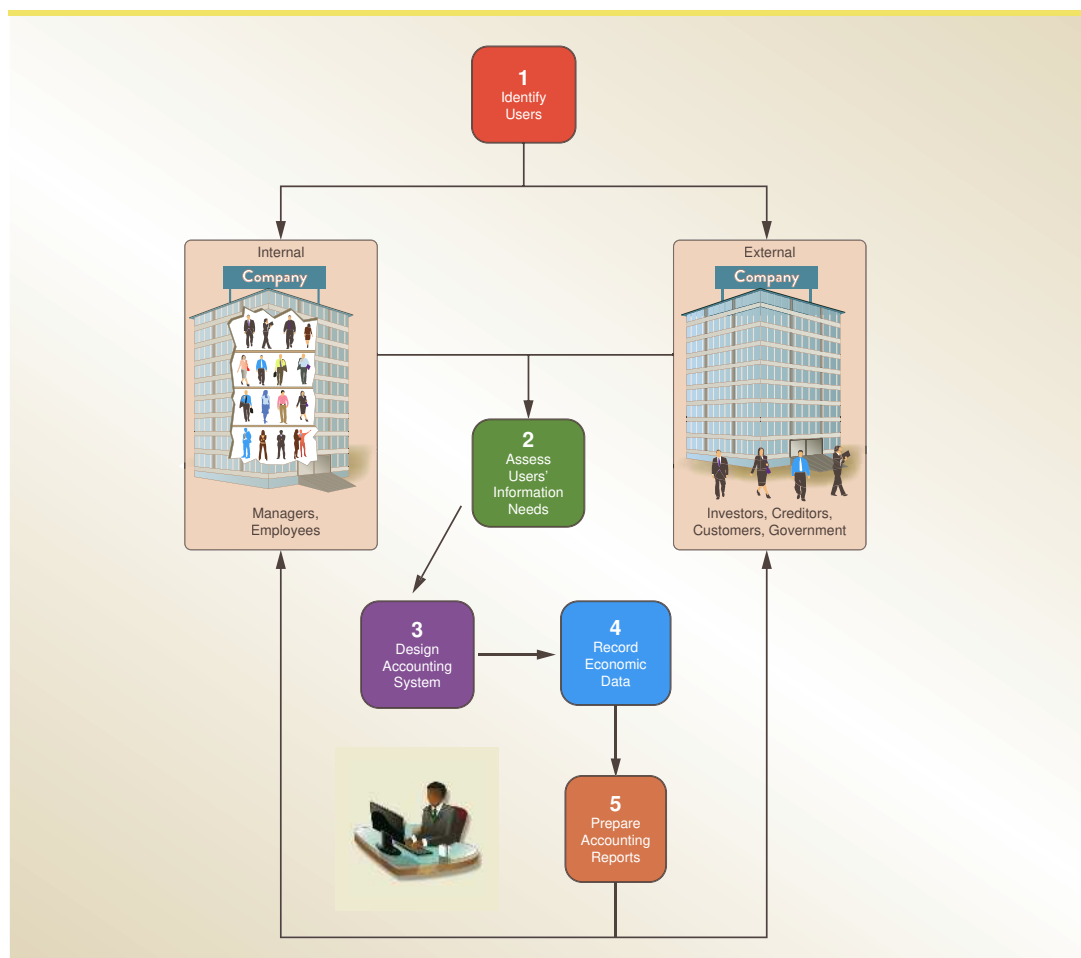 1
Identify
Users
Internal
Company
Managers,
Employees
External
Company
Investors, Creditors,
Customers, Government
2
Assess
Users’
Information
Needs
3
Design
Accounting
System
4
Record
Economic
Data
5
Prepare
Accounting
Reports